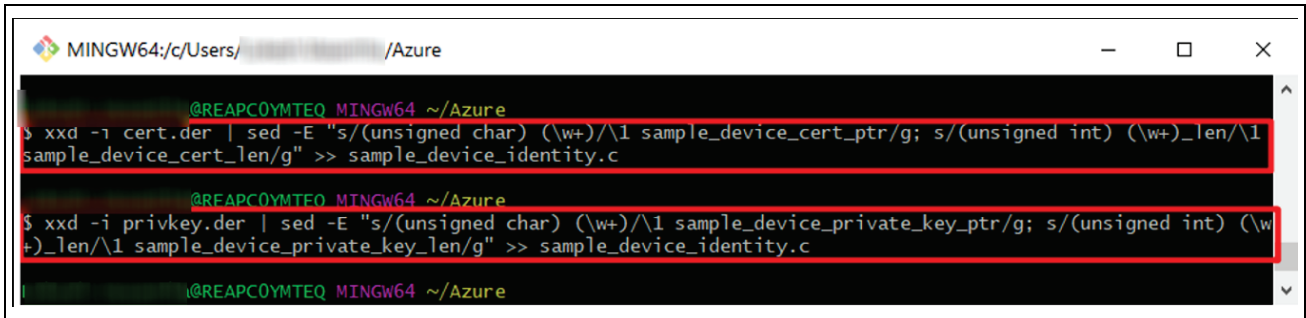 MINGW64:/c/Users/ /Azure
@REAPC0YMTEQ MINGW64 ~/Azure
$ xxd -i cert.der | sed -E "s/(unsigned char) (\w+)/\1 sample_device_cert_ptr/g; s/(unsigned int) (\w+)_len/\1
sample_device_cert_len/g" >> sample_device_identity.c
@REAPC0YMTEQ MINGW64 ~/Azure
$ xxd -i privkey.der | sed -E "s/(unsigned char) (\w+)/\1 sample_device_private_key_ptr/g; s/(unsigned int) (\w
+)_len/\1 sample_device_private_key_len/g" >> sample_device_identity.c
@REAPC0YMTEQ MINGW64 ~/Azure